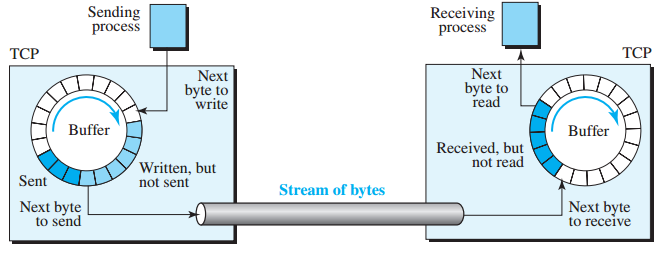 Sending
process
TCP
Next
byte to
write
Buffer
Written, but
not sent
Sent
Next byte
to send
Stream of bytes
Receiving
process
TCP
Next
byte to
read
Buffer
Received, but
not read
Next byte
to receive